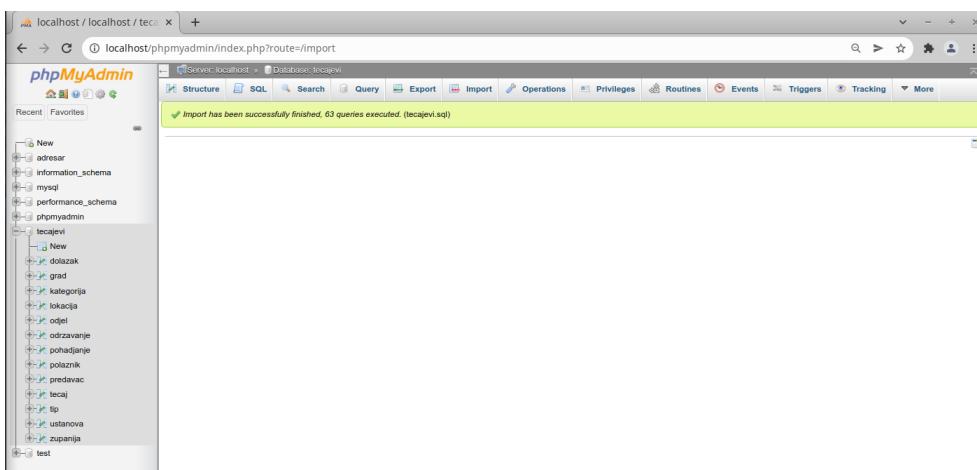 localhost / localhost / teca
localhost/phpmyadmin/index.php?route=/import
phpMyAdmin
Recent Favorites
New
adresar
information_schema
mysql
performance_schema
phpmyadmin
tecajevi
New
dolazak
grad
kategorija
lokacija
odjel
odrzavanje
pohadjanje
polaznik
predavac
tecaj
tip
ustanova
zupanija
test
Server: localhost » Database: tecajevi
Structure SQL Search Query Export Import Operations Privileges Routines Events Triggers Tracking More
Import has been successfully finished, 63 queries executed. (tecajevi.sql)